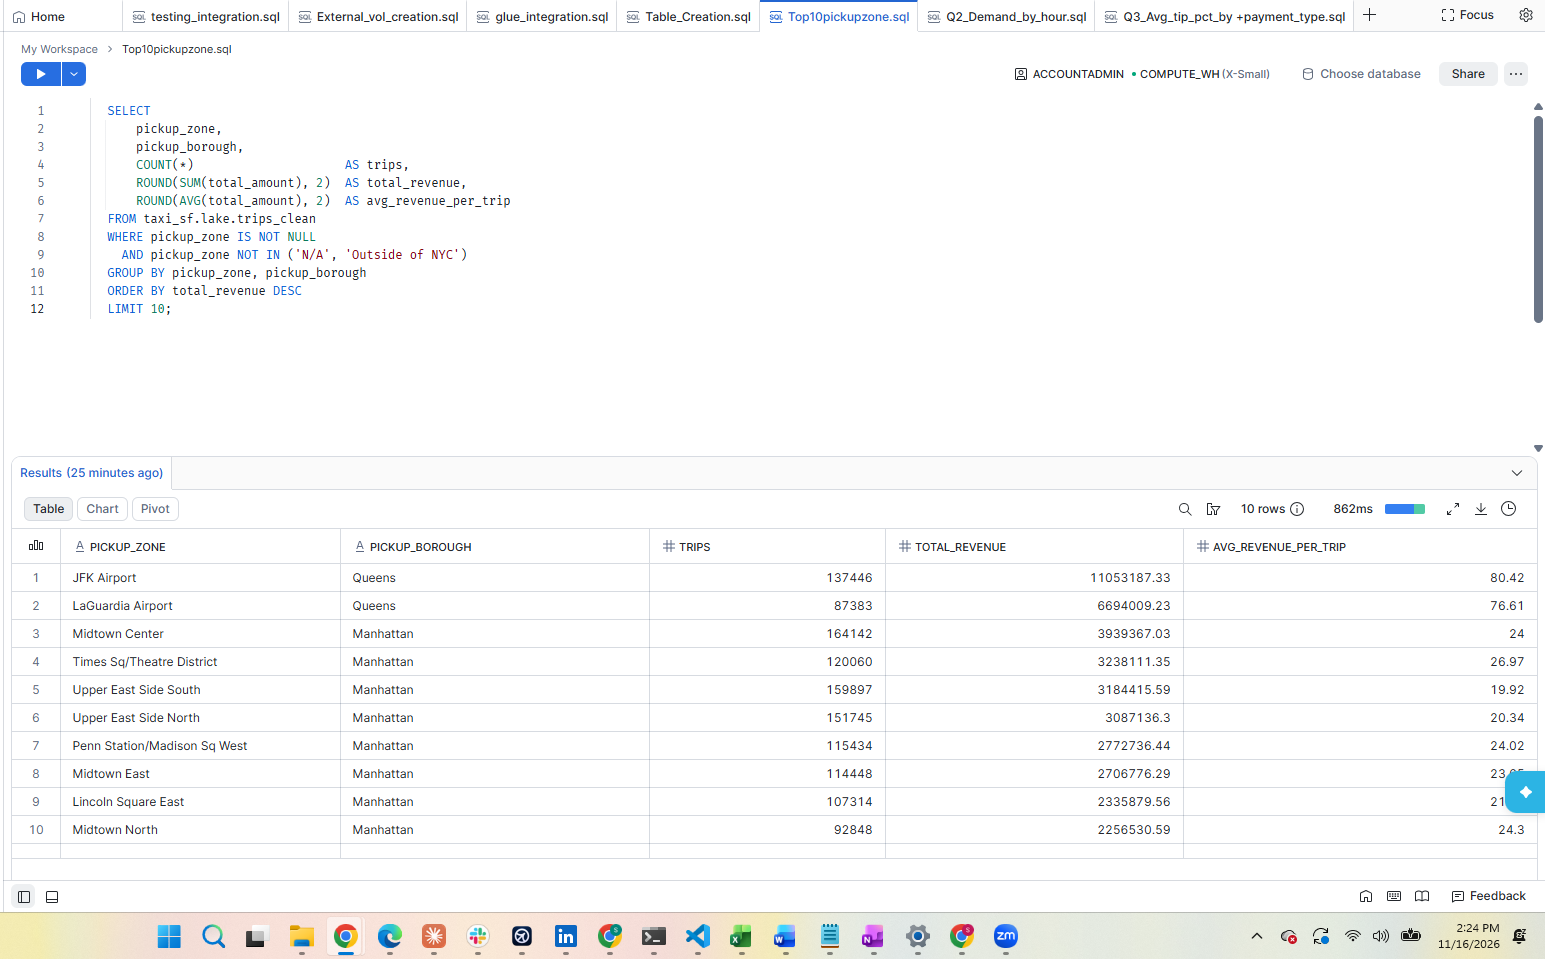 Home testing_integration.sql External_vol_creation.sql glue_integration.sql Table_Creation.sql Top10pickupzone.sql Q2_Demand_by_hour.sql Q3_Avg_tip_pct_by +payment_type.sql Focus
My Workspace > Top10pickupzone.sql
ACCOUNTADMIN • COMPUTE_WH (X-Small) Choose database Share ...
1 SELECT
2 pickup_zone,
3 pickup_borough,
4 COUNT(*) AS trips,
5 ROUND(SUM(total_amount), 2) AS total_revenue,
6 ROUND(AVG(total_amount), 2) AS avg_revenue_per_trip
7 FROM taxi_sf.lake.trips_clean
8 WHERE pickup_zone IS NOT NULL
9 AND pickup_zone NOT IN ('N/A', 'Outside of NYC')
10 GROUP BY pickup_zone, pickup_borough
11 ORDER BY total_revenue DESC
12 LIMIT 10;
Results (25 minutes ago)
Table Chart Pivot 10 rows 862ms
PICKUP_ZONE PICKUP_BOROUGH TRIPS TOTAL_REVENUE AVG_REVENUE_PER_TRIP
1 JFK Airport Queens 137446 11053187.33 80.42
2 LaGuardia Airport Queens 87383 6694009.23 76.61
3 Midtown Center Manhattan 164142 3939367.03 24
4 Times Sq/Theatre District Manhattan 120060 3238111.35 26.97
5 Upper East Side South Manhattan 159897 3184415.59 19.92
6 Upper East Side North Manhattan 151745 3087136.3 20.34
7 Penn Station/Madison Sq West Manhattan 115434 2772736.44 24.02
8 Midtown East Manhattan 114448 2706776.29
9 Lincoln Square East Manhattan 107314 2335879.56
10 Midtown North Manhattan 92848 2256530.59 24.3
Feedback
2:24 PM
11/16/2026